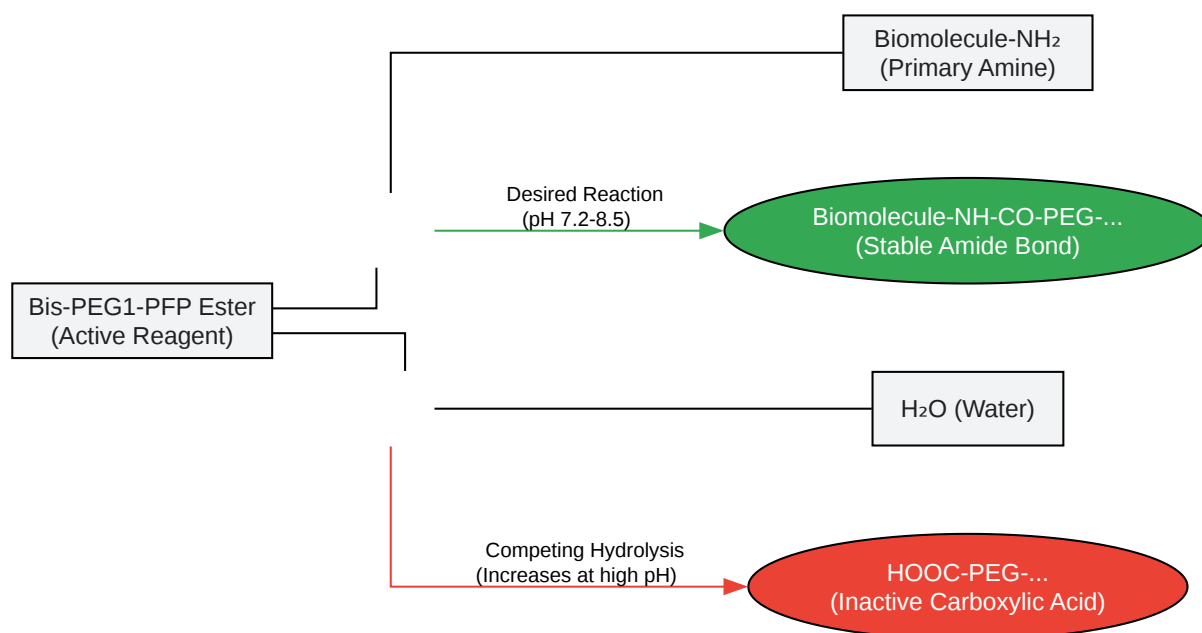 Biomolecule-NH₂
(Primary Amine)
Desired Reaction
(pH 7.2-8.5)
Biomolecule-NH-CO-PEG-...
(Stable Amide Bond)
Bis-PEG1-PFP Ester
(Active Reagent)
H₂O (Water)
Competing Hydrolysis
(Increases at high pH)
HOOC-PEG-...
(Inactive Carboxylic Acid)